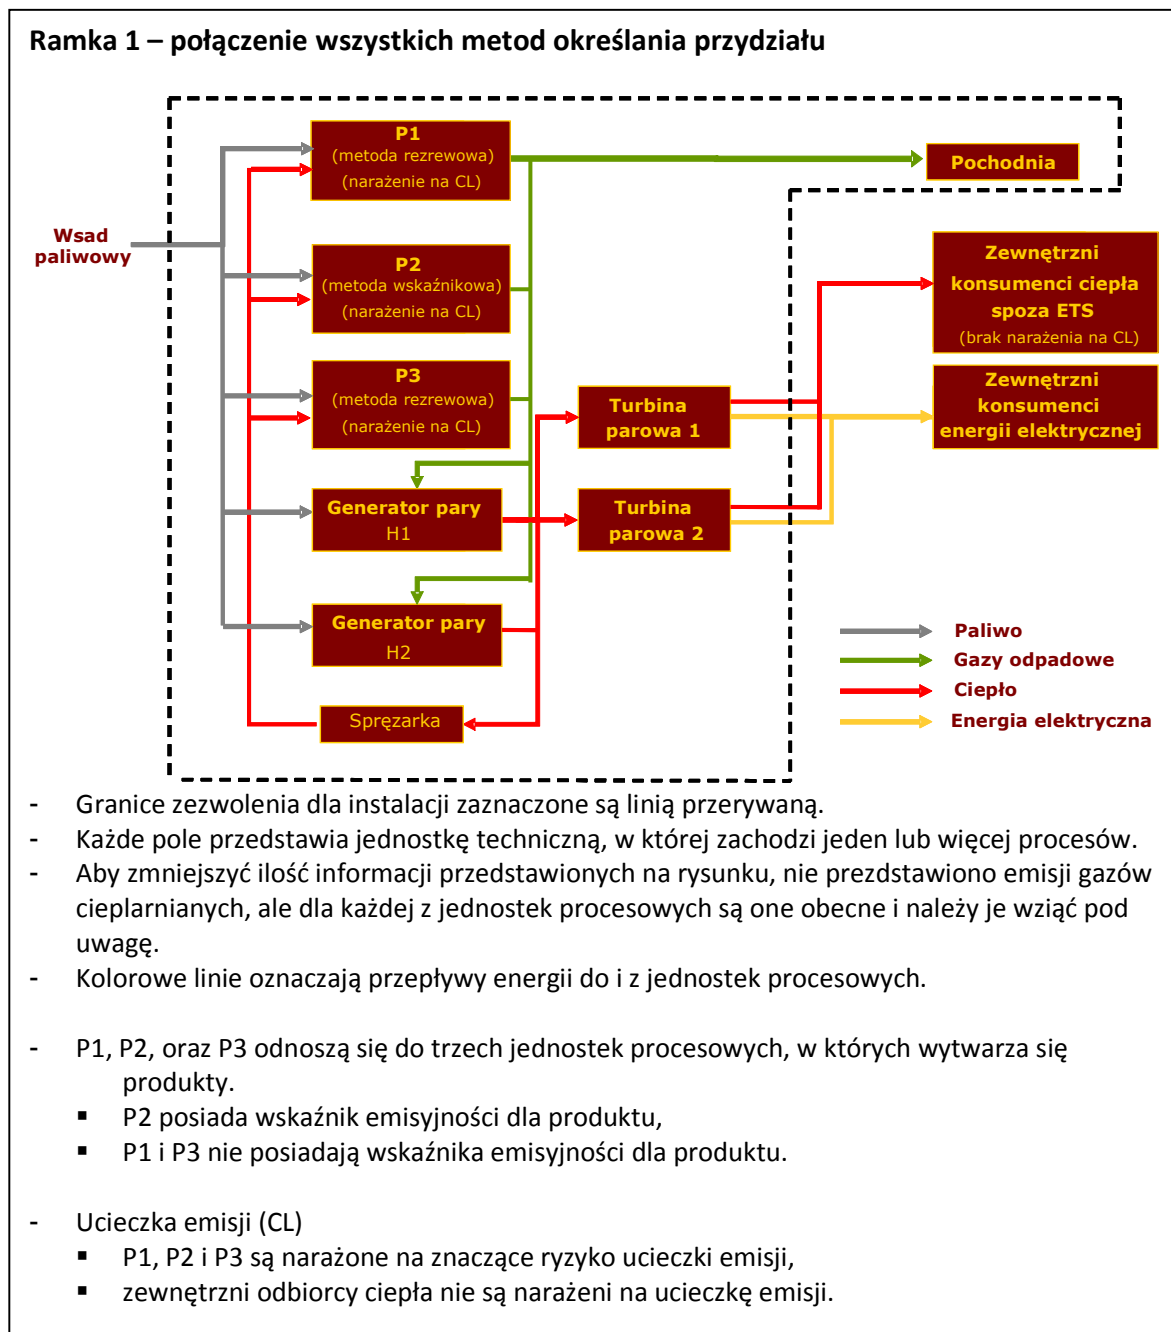 Ramka 1 – połączenie wszystkich metod określania przydziału
P1
(metoda rezrewowa)
(narażenie na CL)
Pochodnia
Wsad
paliwowy
P2
(metoda wskaźnikowa)
(narażenie na CL)
Zewnętrzni
konsumenci ciepła
spoza ETS
(brak narażenia na CL)
P3
(metoda rezrewowa)
(narażenie na CL)
Turbina
parowa 1
Zewnętrzni
konsumenci
energii elektrycznej
Generator pary
H1
Turbina
parowa 2
Generator pary
H2
Sprężarka
Paliwo
Gazy odpadowe
Ciepło
Energia elektryczna
- Granice zezwolenia dla instalacji zaznaczone są linią przerywaną.
- Każde pole przedstawia jednostkę techniczną, w której zachodzi jeden lub więcej procesów.
- Aby zmniejszyć ilość informacji przedstawionych na rysunku, nie prezdstawiono emisji gazów
cieplarnianych, ale dla każdej z jednostek procesowych są one obecne i należy je wziąć pod
uwagę.
- Kolorowe linie oznaczają przepływy energii do i z jednostek procesowych.
- P1, P2, oraz P3 odnoszą się do trzech jednostek procesowych, w których wytwarza się
produkty.
▪ P2 posiada wskaźnik emisyjności dla produktu,
▪ P1 i P3 nie posiadają wskaźnika emisyjności dla produktu.
- Ucieczka emisji (CL)
▪ P1, P2 i P3 są narażone na znaczące ryzyko ucieczki emisji,
▪ zewnętrzni odbiorcy ciepła nie są narażeni na ucieczkę emisji.